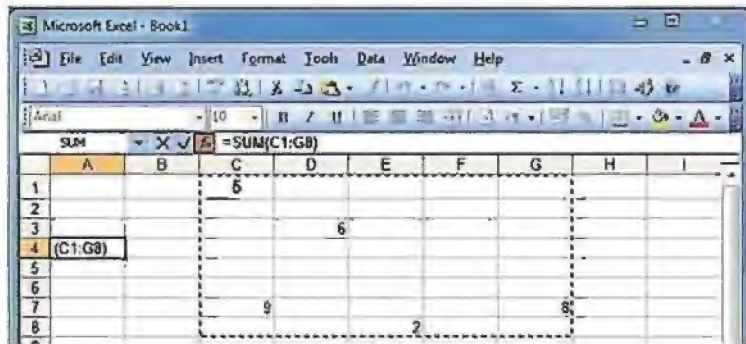 Microsoft Excel - Book1
File Edit View Insert Format Tools Data Window Help
Arial 10 B I U
SUM =SUM(C1:G8)
A B C D E F G H I
1 5
2
3 6
4 (C1:G8)
5
6
7 9 8
8 2